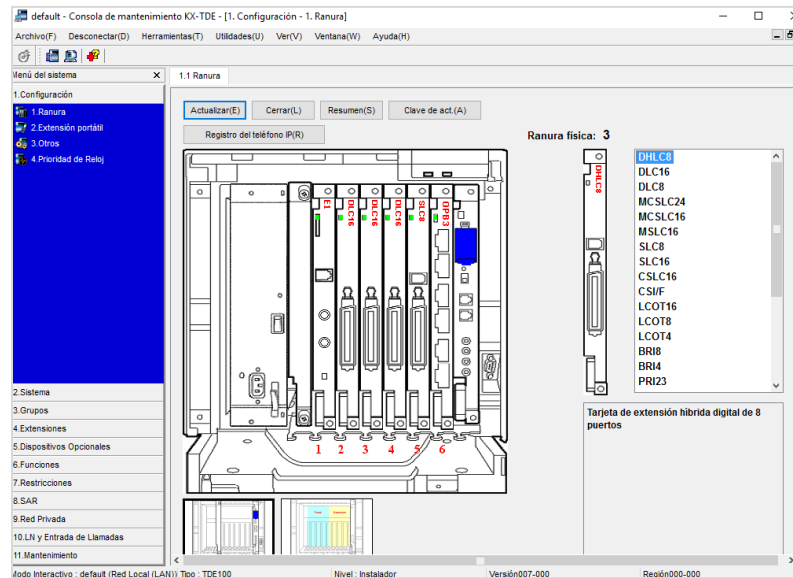 default - Consola de mantenimiento KX-TDE - [1. Configuración - 1. Ranura]
Archivo(F) Desconectar(D) Herramientas(T) Utilidades(U) Ver(V) Ventana(W) Ayuda(H)
Menú del sistema X
1.1 Ranura
1.Configuración
1.Ranura
2.Extensión portátil
3.Otros
4.Prioridad de Reloj
Actualizar(E) Cerrar(L) Resumen(S) Clave de act.(A)
Registro del teléfono IP(R)
Ranura física: 3
E1
DLC16
DLC16
DLC16
SLC8
DPB3
1 2 3 4 5 6
DHLC8
DHLC8
DLC16
DLC8
MCSLC24
MCSLC16
MSLC16
SLC8
SLC16
CSLC16
CSI/F
LCOT16
LCOT8
LCOT4
BRI8
BRI4
PRI23
Tarjeta de extensión híbrida digital de 8
puertos
2.Sistema
3.Grupos
4.Extensiones
5.Dispositivos Opcionales
6.Funciones
7.Restricciones
8.SAR
9.Red Privada
10.LN y Entrada de Llamadas
11.Mantenimiento
Modo Interactivo : default (Red Local (LAN)) Tipo : TDE100 Nivel : Instalador Versión007-000 Región000-000